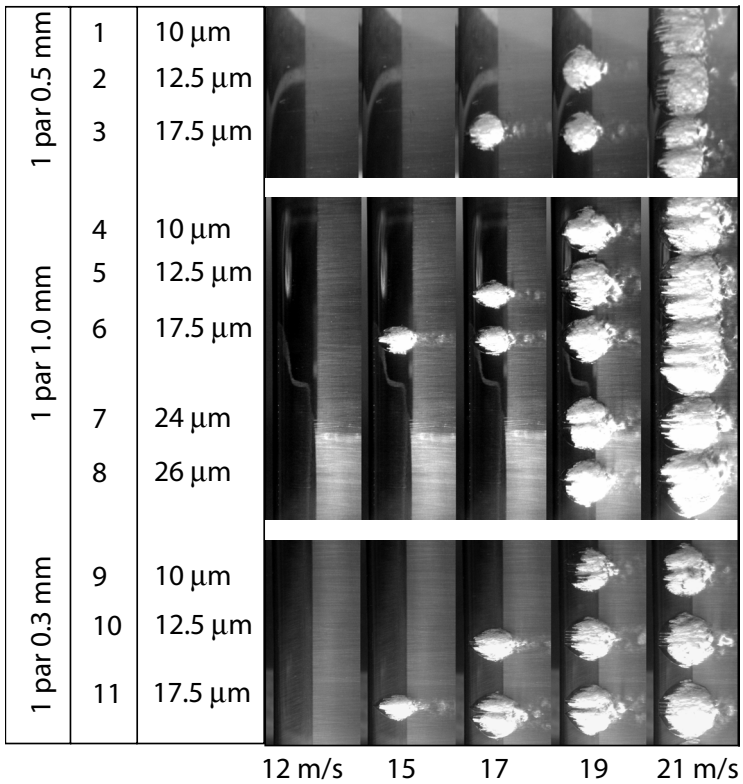 1 par 0.5 mm
1 10 µm
2 12.5 µm
3 17.5 µm
1 par 1.0 mm
4 10 µm
5 12.5 µm
6 17.5 µm
7 24 µm
8 26 µm
1 par 0.3 mm
9 10 µm
10 12.5 µm
11 17.5 µm
12 m/s 15 17 19 21 m/s